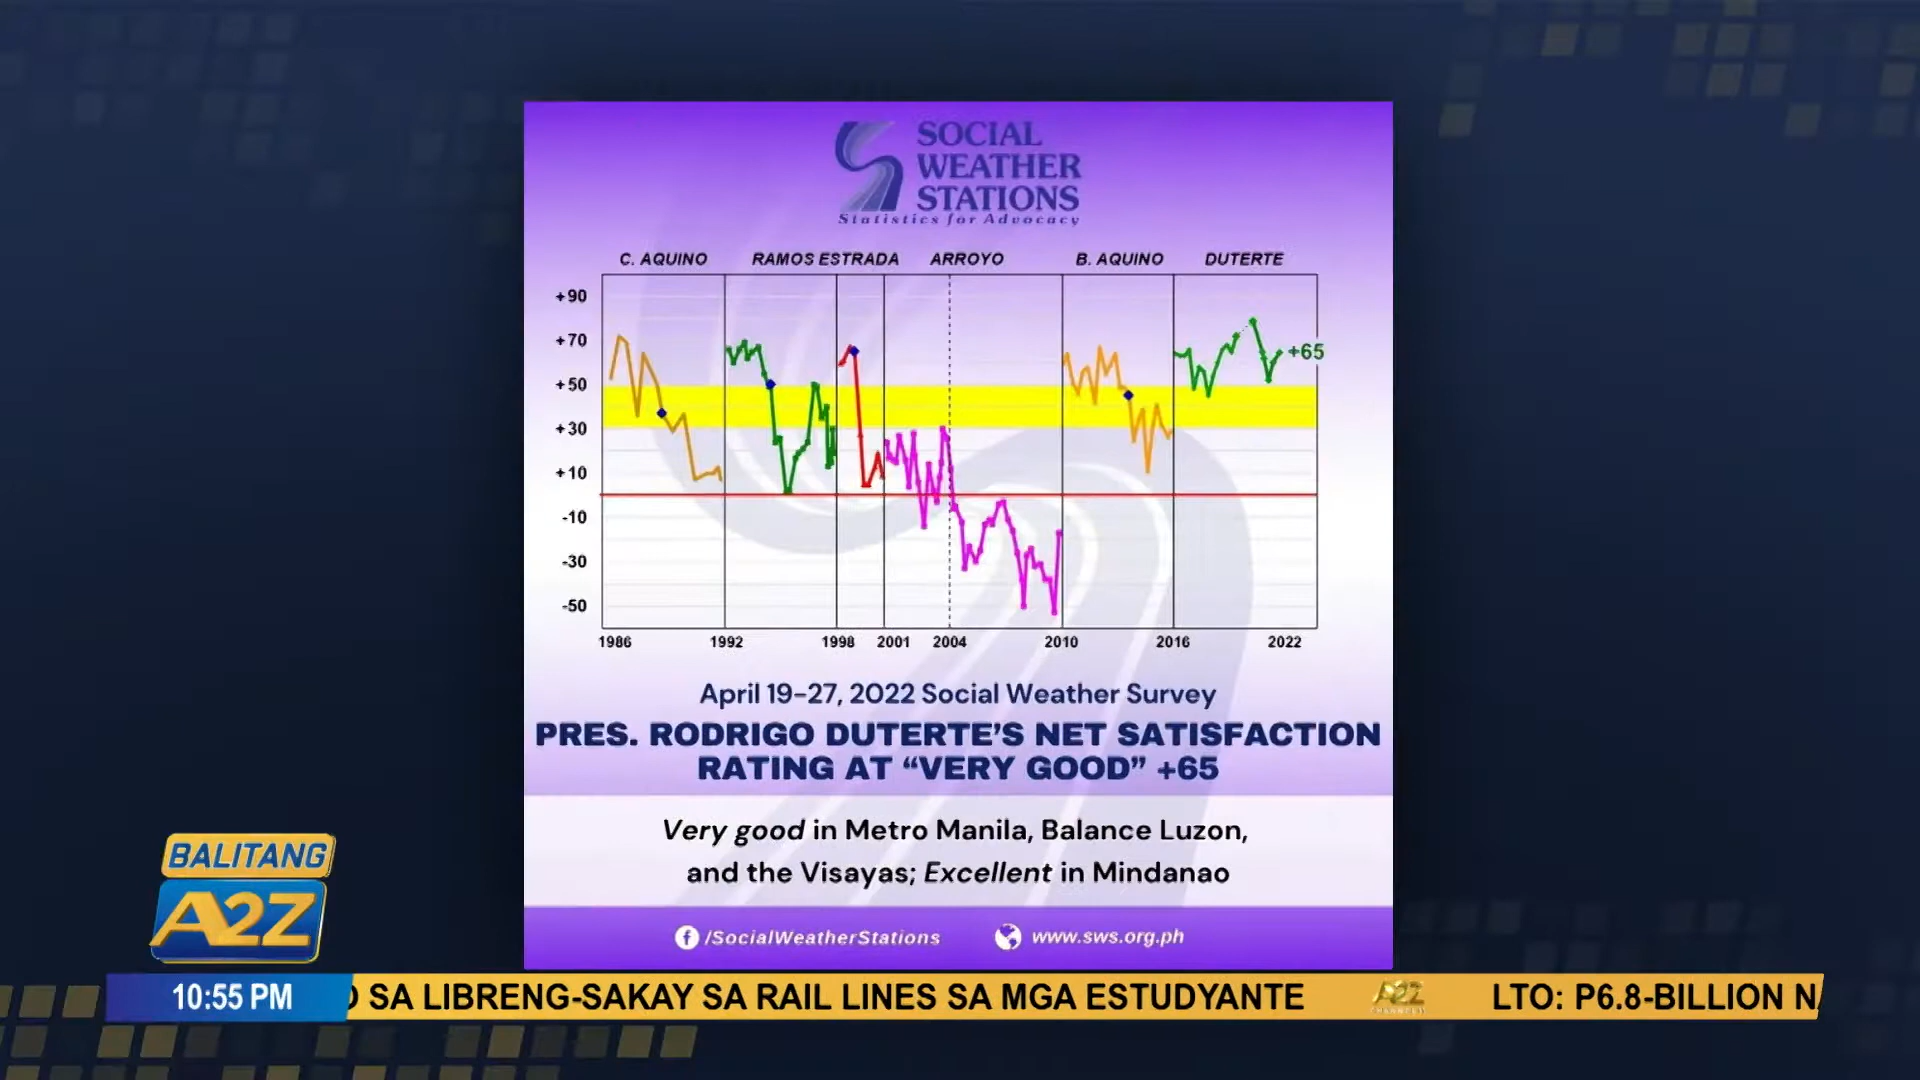 SOCIAL
WEATHER
STATIONS
Statistics for Advocacy
C. AQUINO RAMOS ESTRADA ARROYO B. AQUINO DUTERTE
+90
+70
+65
+50
+30
+10
-10
-30
-50
1986 1992 1998 2001 2004 2010 2016 2022
April 19-27, 2022 Social Weather Survey
PRES. RODRIGO DUTERTE'S NET SATISFACTION
RATING AT “VERY GOOD” +65
Very good in Metro Manila, Balance Luzon,
and the Visayas; Excellent in Mindanao
/SocialWeatherStations www.sws.org.ph
BALITANG
A2Z
10:55 PM SA LIBRENG-SAKAY SA RAIL LINES SA MGA ESTUDYANTE A2Z LTO: P6.8-BILLION